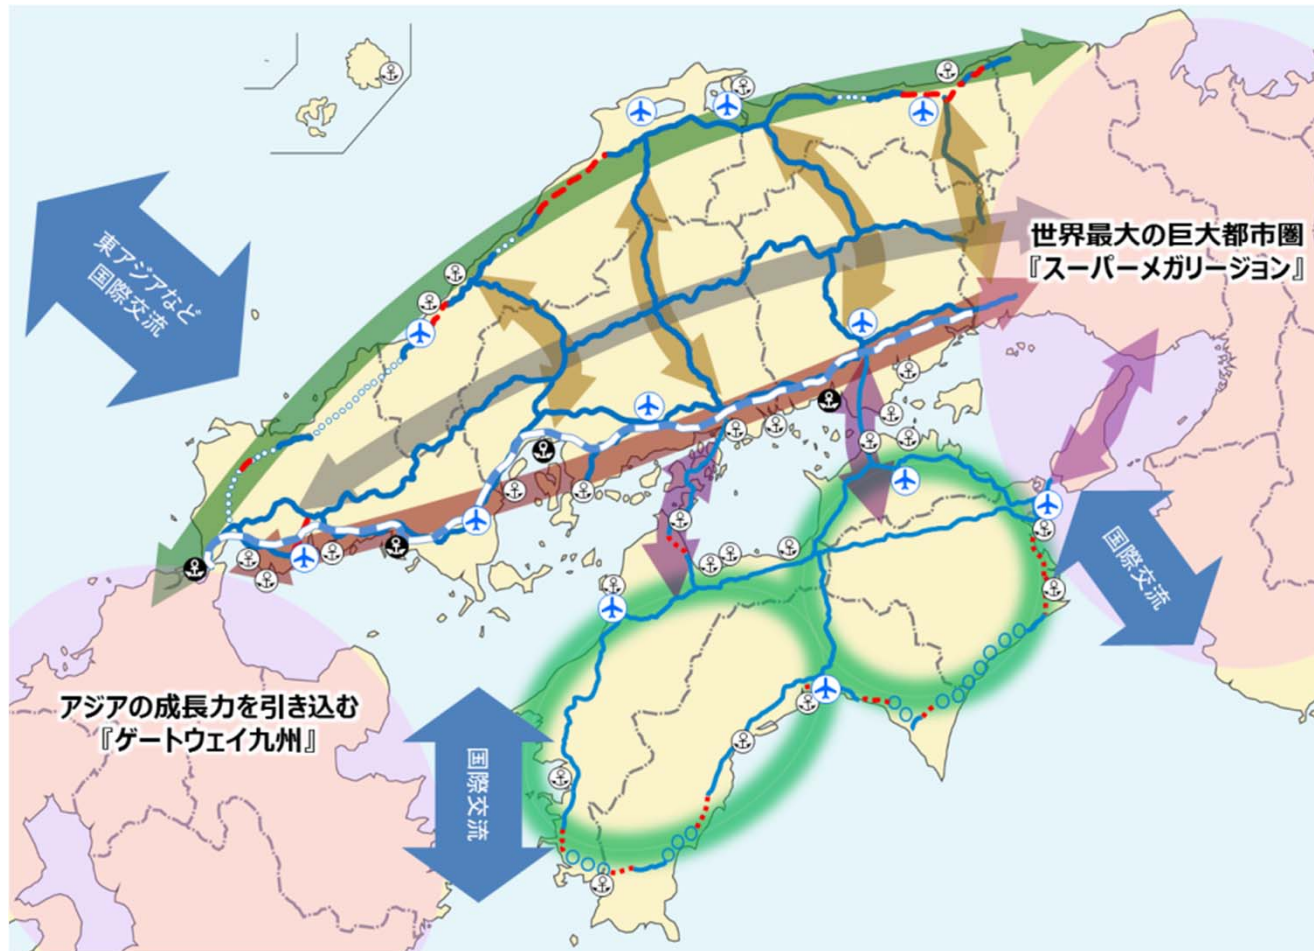 東アジアなど
国際交流
世界最大の巨大都市圏
『スーパーメガリージョン』
国際交流
アジアの成長力を引き込む
『ゲートウェイ九州』
国際交流